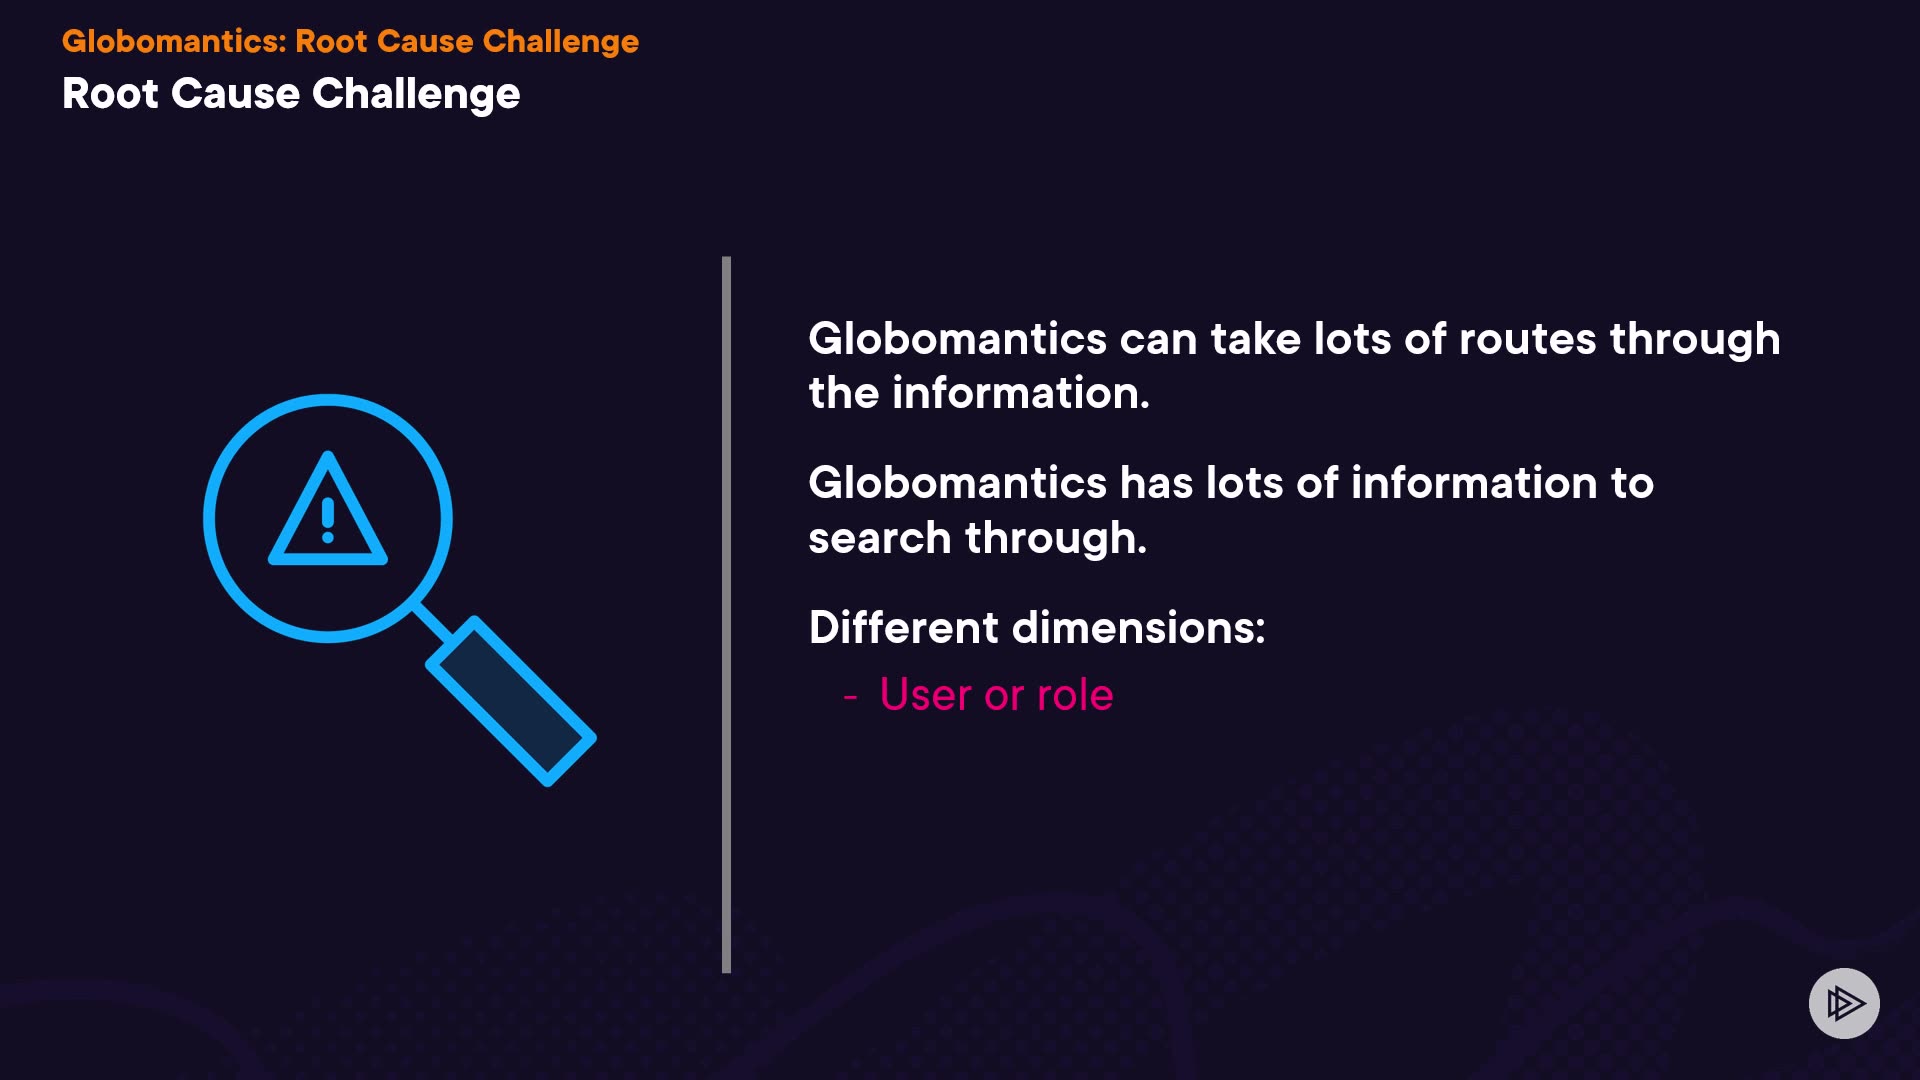 Globomantics: Root Cause Challenge
Root Cause Challenge
Globomantics can take lots of routes through
the information.
Globomantics has lots of information to
search through.
Different dimensions:
- User or role